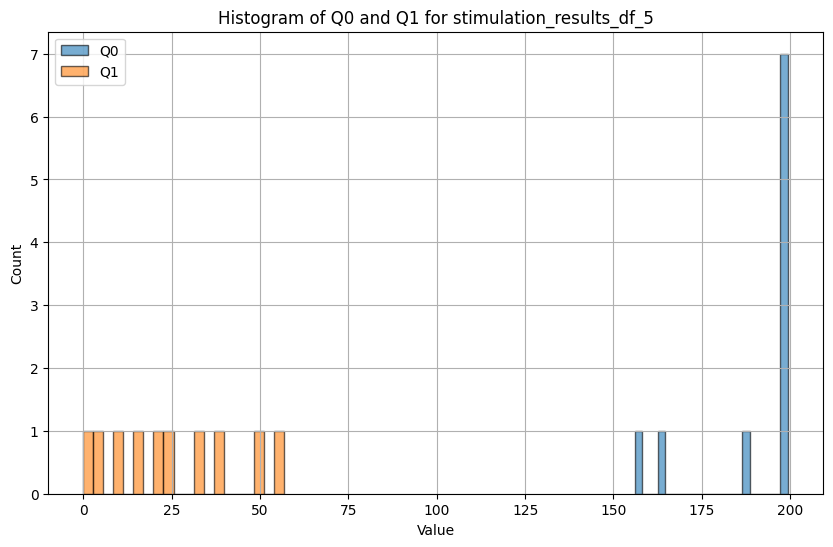 Histogram of Q0 and Q1 for stimulation_results_df_5
Q0
Q1
7
6
5
4
3
2
1
0
Count
0 25 50 75 100 125 150 175 200
Value